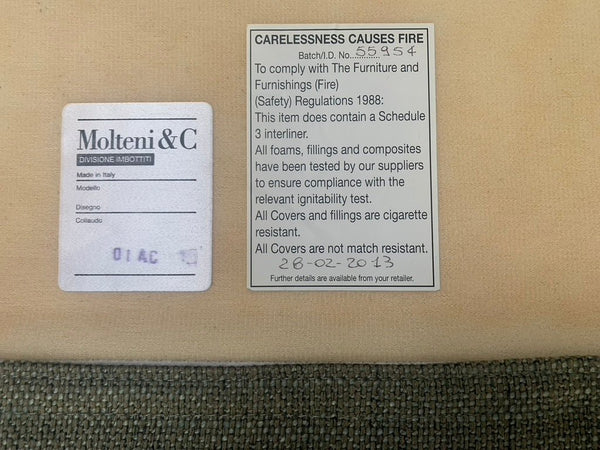 Molteni&C
DIVISIONE IMBOTTITI
Made in Italy
Modello
Disegno
Collaudo
01AC
CARELESSNESS CAUSES FIRE
Batch/I.D. No. 55954
To comply with The Furniture and
Furnishings (Fire)
(Safety) Regulations 1988:
This item does contain a Schedule
3 interliner.
All foams, fillings and composites
have been tested by our suppliers
to ensure compliance with the
relevant ignitability test.
All Covers and fillings are cigarette
resistant.
All Covers are not match resistant.
28-02-2013
Further details are available from your retailer.